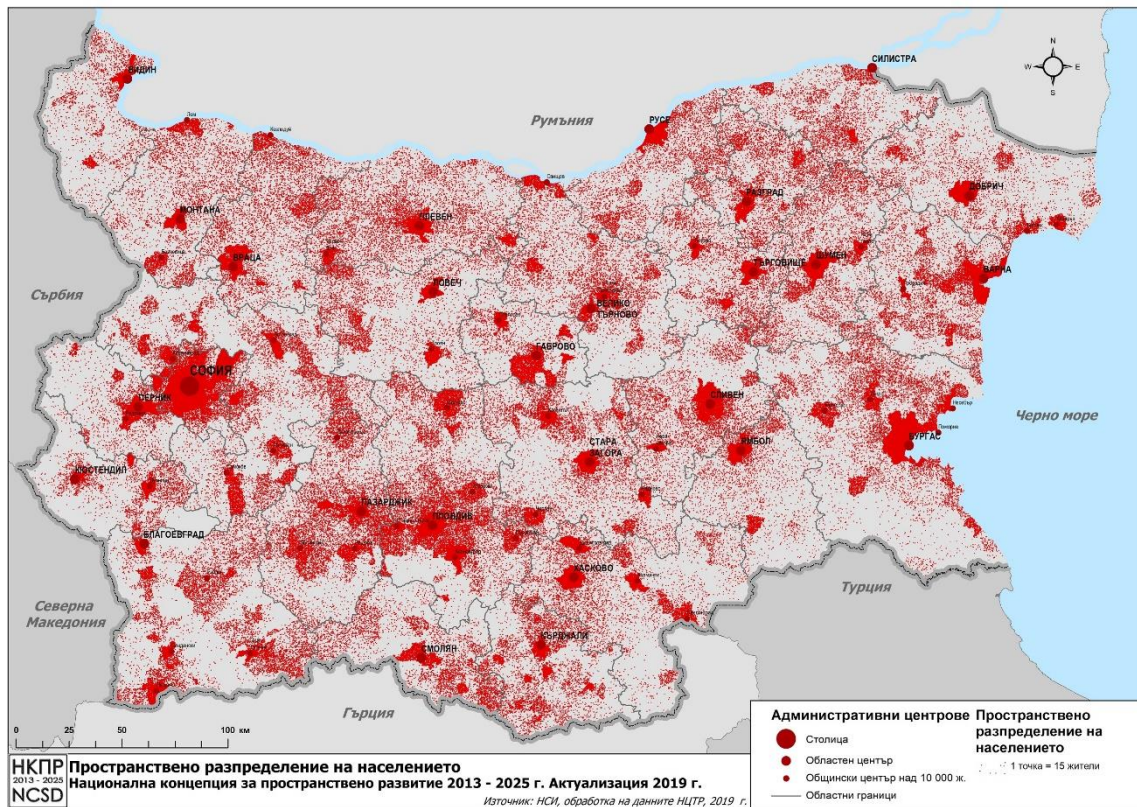 СИЛИСТРА
N
W E
S
ВИДИН
Румъния
РУСЕ
Лом
Свищов
РАЗГРАД
ДОБРИЧ
МОНТАНА
ПЛЕВЕН
ВРАЦА
ТЪРГОВИЩЕ
ШУМЕН
ВАРНА
Сърбия
ЛОВЕЧ
ВЕЛИКО
ТЪРНОВО
ГАБРОВО
СОФИЯ
ПЕРНИК
СЛИВЕН
Несебър
Поморие
Черно море
БУРГАС
СТАРА
ЗАГОРА
ЯМБОЛ
КЮСТЕНДИЛ
ПАЗАРДЖИК
ПЛОВДИВ
БЛАГОЕВГРАД
ХАСКОВО
Турция
Северна
Македония
КЪРДЖАЛИ
СМОЛЯН
Гърция
0 25 50 100 км
Административни центрове
Столица
Областен център
Общински център над 10 000 ж.
Областни граници
Пространствено
разпределение на
населението
1 точка = 15 жители
НКПР
2013 - 2025
NCSD
Пространствено разпределение на населението
Национална концепция за пространствено развитие 2013 - 2025 г. Актуализация 2019 г.
Източник: НСИ, обработка на данните НЦТР, 2019 г.